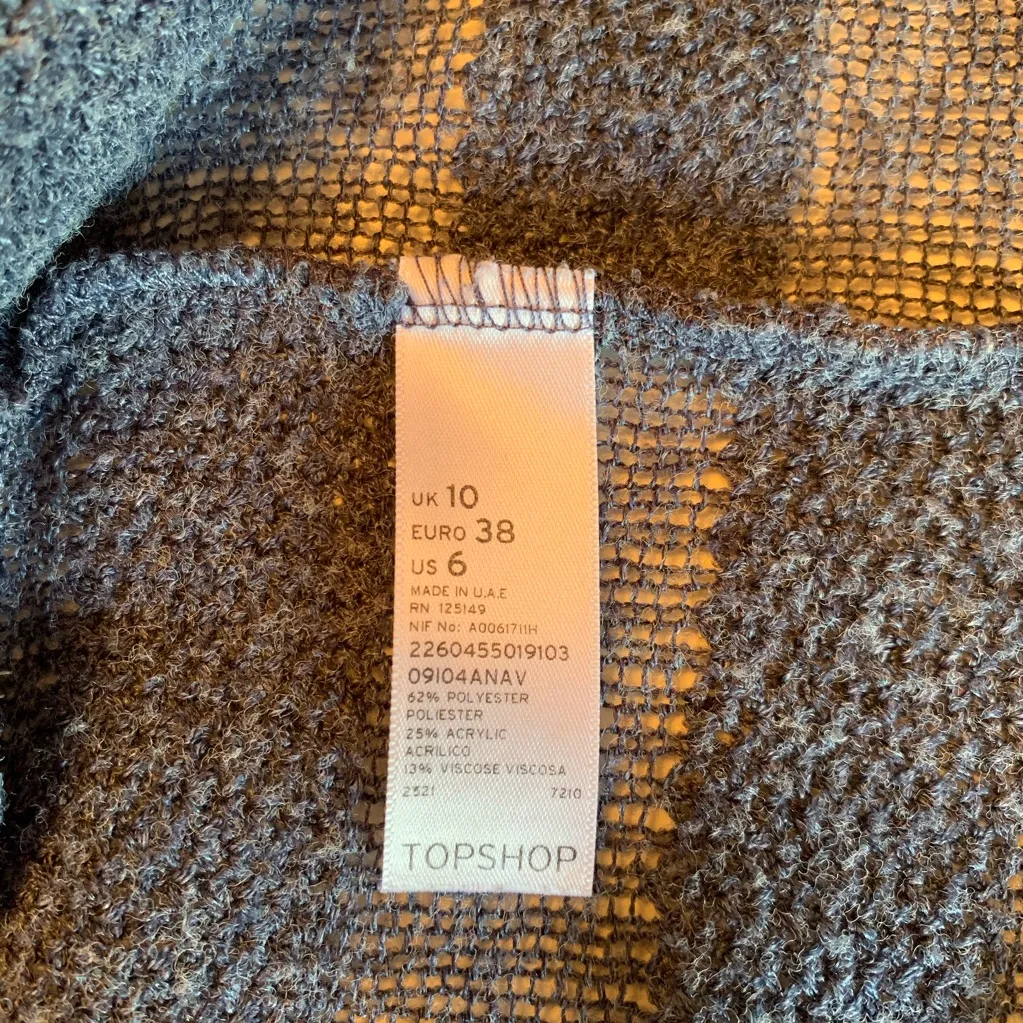 UK 10
EURO 38
US 6
MADE IN U.A.E
RN 125149
NIF No: A0061711H
2260455019103
09I04ANAV
62% POLYESTER
POLIESTER
25% ACRYLIC
ACRILICO
13% VISCOSE VISCOSA
2521 7210
TOPSHOP